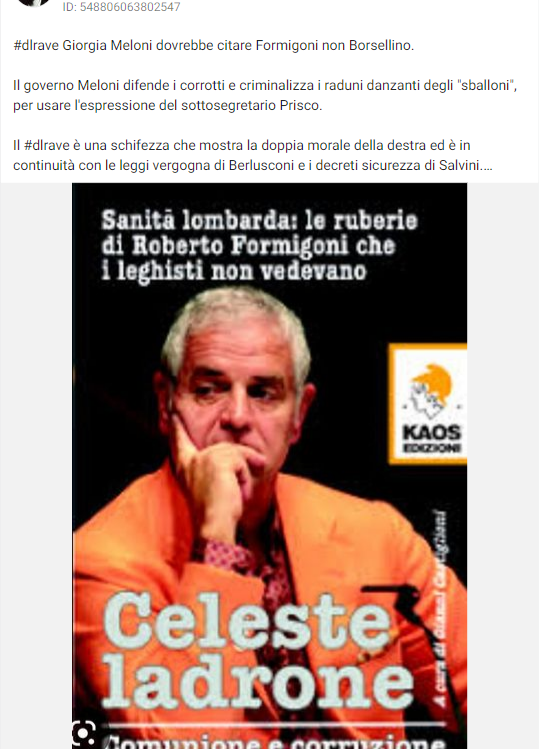 ID: 548806063802547
#dlrave Giorgia Meloni dovrebbe citare Formigoni non Borsellino.
Il governo Meloni difende i corrotti e criminalizza i raduni danzanti degli "sballoni",
per usare l'espressione del sottosegretario Prisco.
Il #dlrave è una schifezza che mostra la doppia morale della destra ed è in
continuità con le leggi vergogna di Berlusconi e i decreti sicurezza di Salvini....
Sanità lombarda: le ruberie
di Roberto Formigoni che
i leghisti non vedevano
KAOS
EDIZIONI
A cura di Gianni
Celeste
ladrone
Comunione e corruzione